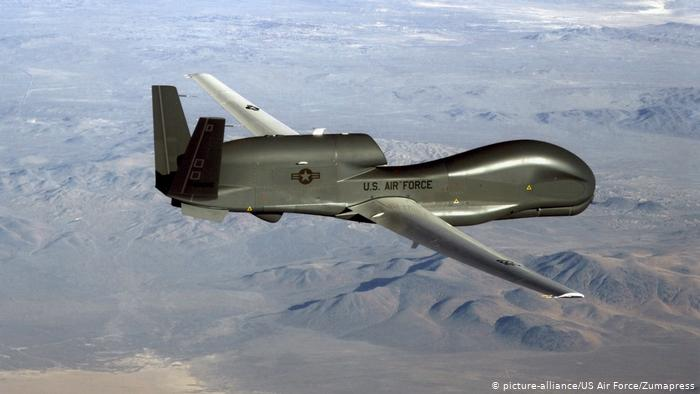 U.S. AIR FORCE
© picture-alliance/US Air Force/Zumapress